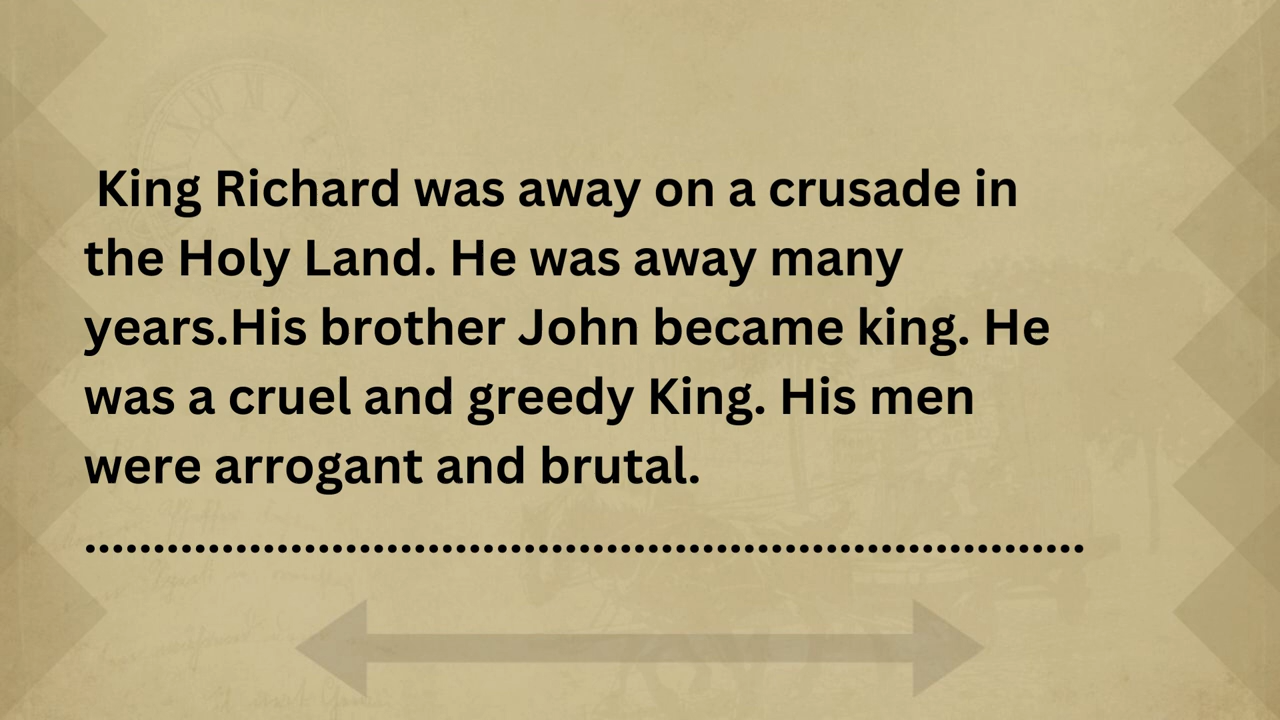 King Richard was away on a crusade in
the Holy Land. He was away many
years.His brother John became king. He
was a cruel and greedy King. His men
were arrogant and brutal.
..........................................................................